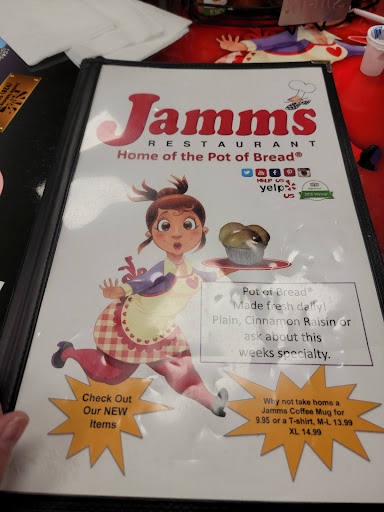 Jamms
RESTAURANT
Home of the Pot of Bread®
HELP US
yelp
US
Pot of Bread®
Made fresh daily!
Plain, Cinnamon Raisin or
ask about this
weeks specialty.
Check Out
Our NEW
Items
Why not take home a
Jamms Coffee Mug for
9.95 or a T-shirt, M-L 13.99
XL 14.99